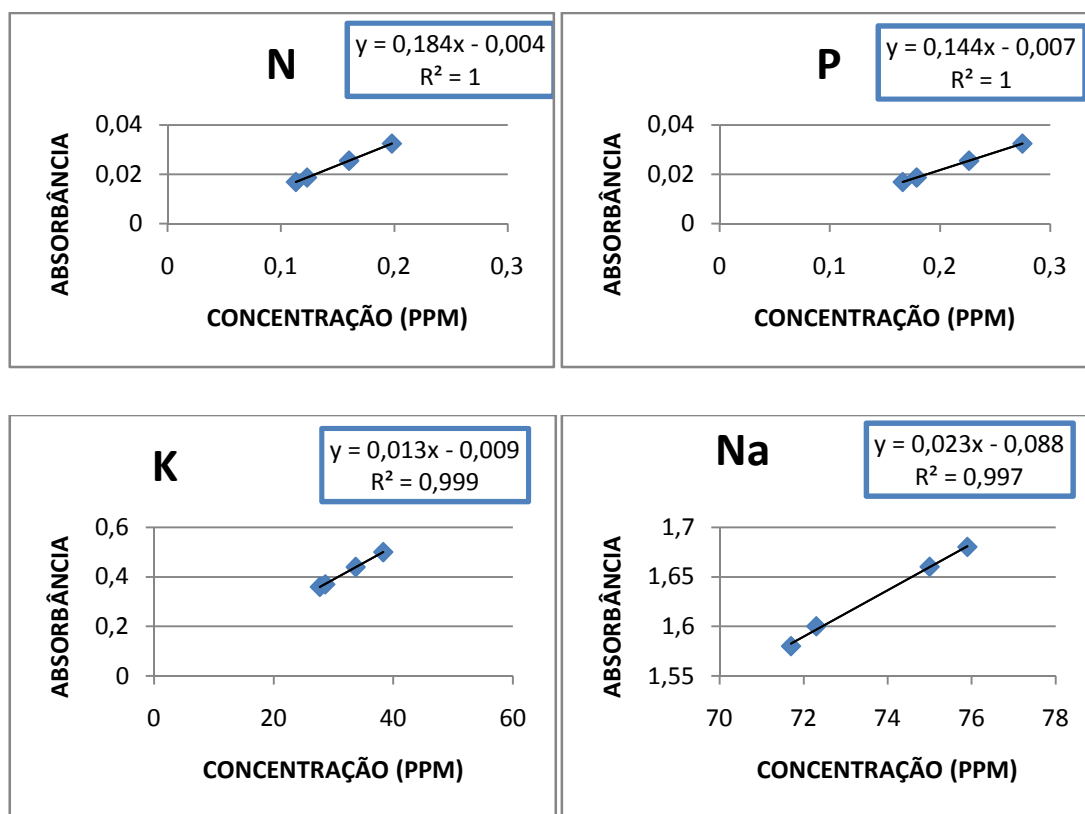 N
y = 0,184x - 0,004
R² = 1
ABSORBÂNCIA
0,04
0,02
0
0 0,1 0,2 0,3
CONCENTRAÇÃO (PPM)
P
y = 0,144x - 0,007
R² = 1
ABSORBÂNCIA
0,04
0,02
0
0 0,1 0,2 0,3
CONCENTRAÇÃO (PPM)
K
y = 0,013x - 0,009
R² = 0,999
ABSORBÂNCIA
0,6
0,4
0,2
0
0 20 40 60
CONCENTRAÇÃO (PPM)
Na
y = 0,023x - 0,088
R² = 0,997
ABSORBÂNCIA
1,7
1,65
1,6
1,55
70 72 74 76 78
CONCENTRAÇÃO (PPM)